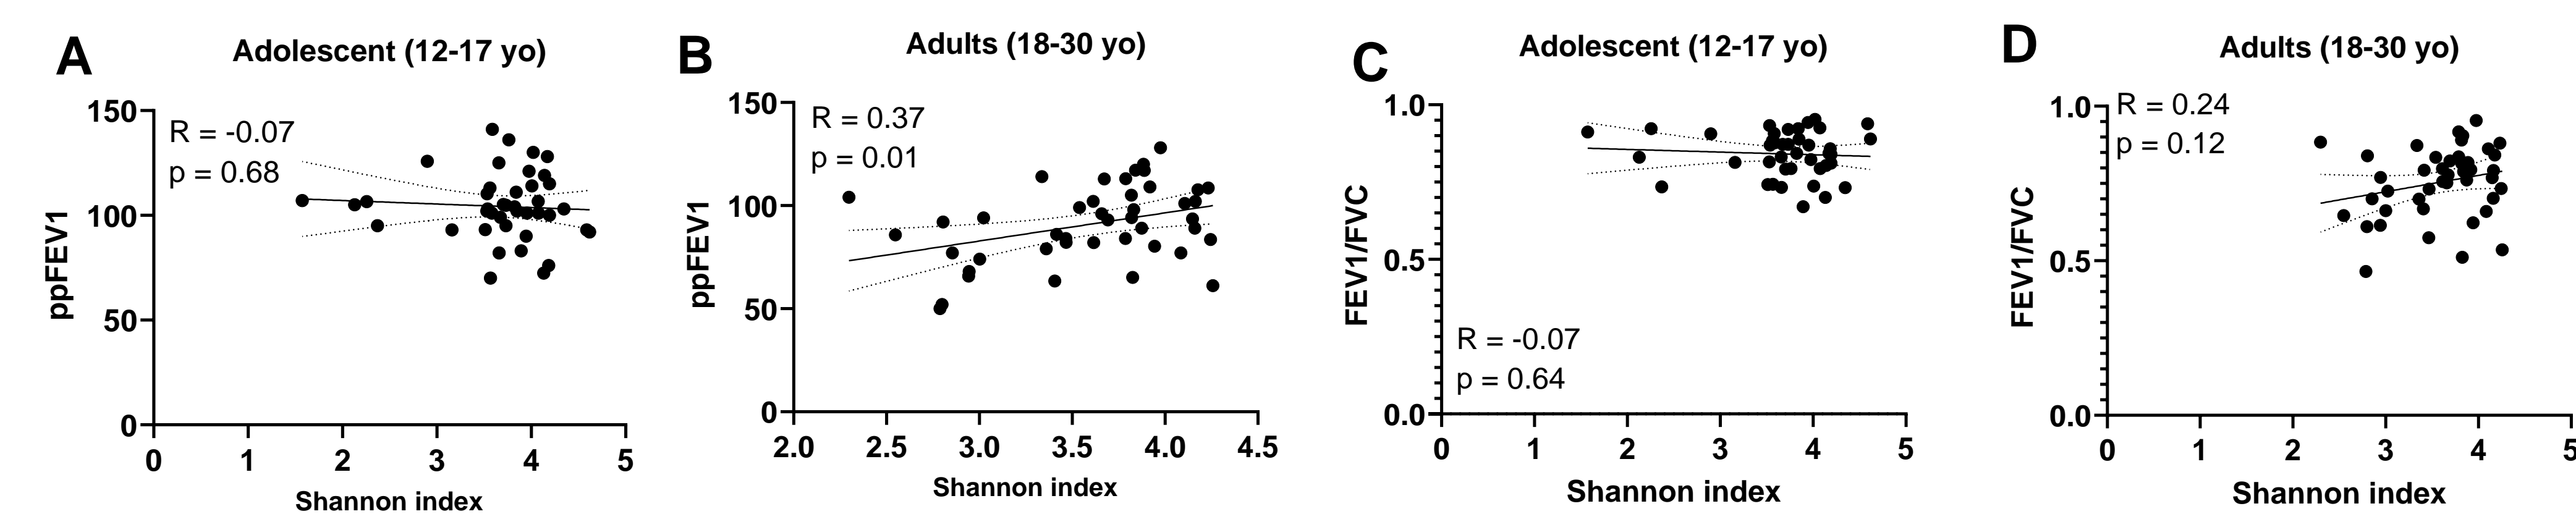 A
Adolescent (12-17 yo)
150
100
50
0
R = -0.07
p = 0.68
ppFEV1
0 1 2 3 4 5
Shannon index
B
Adults (18-30 yo)
150
100
50
0
R = 0.37
p = 0.01
ppFEV1
2.0 2.5 3.0 3.5 4.0 4.5
Shannon index
C
Adolescent (12-17 yo)
1.0
0.5
0.0
FEV1/FVC
R = -0.07
p = 0.64
0 1 2 3 4 5
Shannon index
D
Adults (18-30 yo)
1.0
0.5
0.0
R = 0.24
p = 0.12
FEV1/FVC
0 1 2 3 4 5
Shannon index